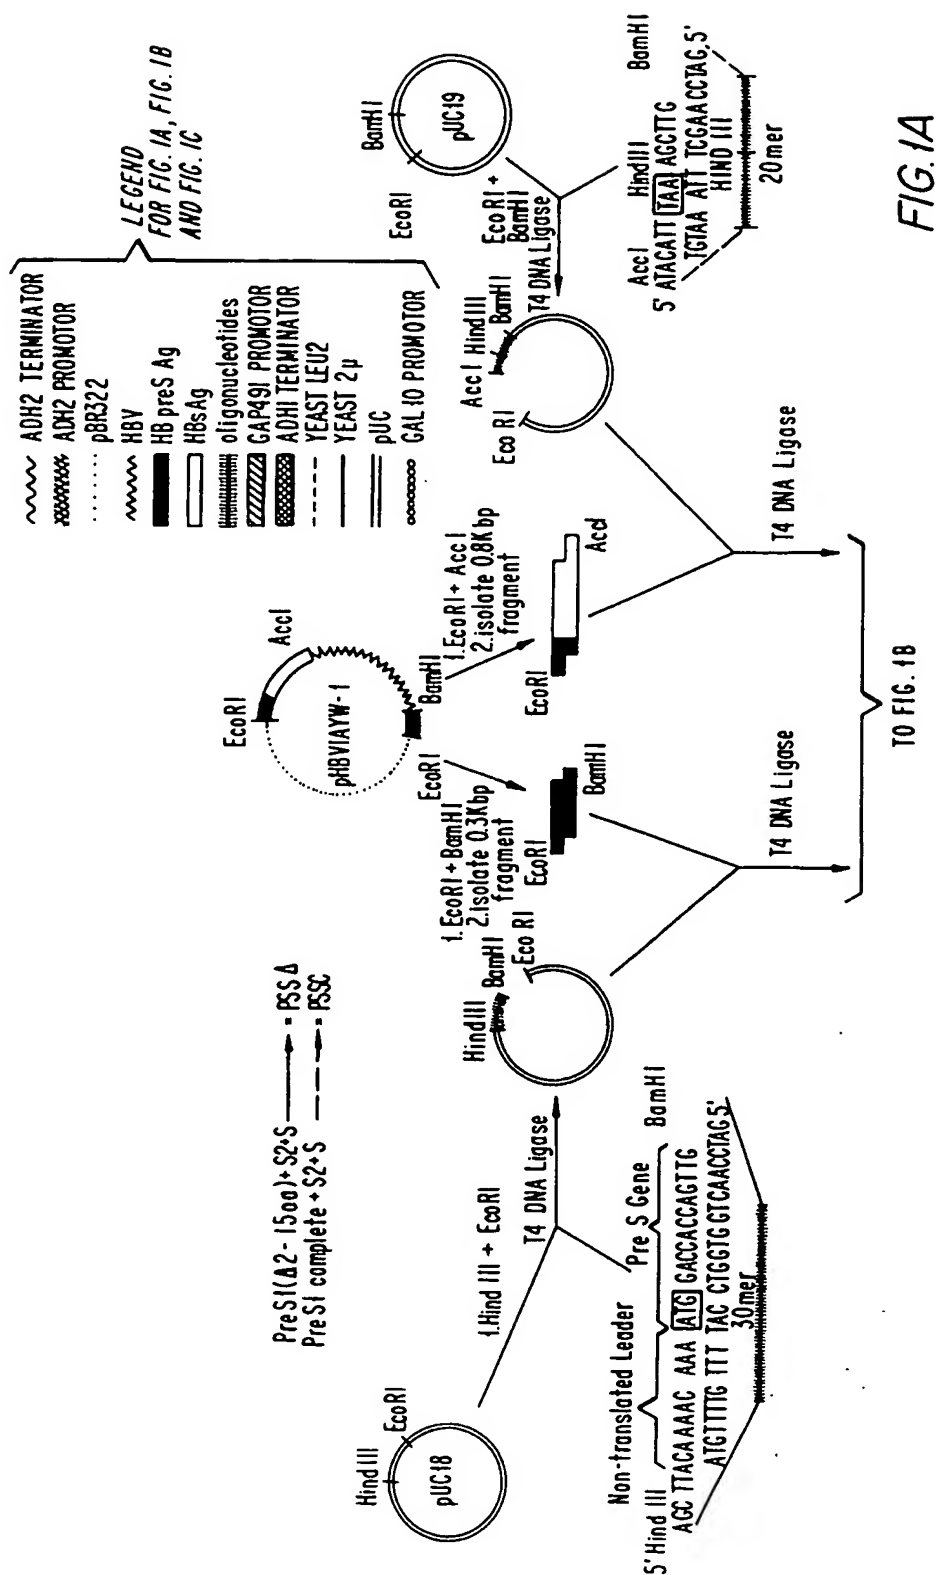 LEGEND
FOR FIG. 1A, FIG. 1B
AND FIG. 1C
ADH2 TERMINATOR
ADH2 PROMOTOR
pBR322
HBV
HB preS Ag
HBsAg
oligonucleotides
GAP491 PROMOTOR
ADH1 TERMINATOR
YEAST LEU2
YEAST 2μ
pUC
GAL 10 PROMOTOR
PreS1(Δ2-15aa)+S2+S → = PSS Δ
PreS1 complete + S2+S --→ = PSSC
HindIII
EcoRI
pUC18
1.Hind III + EcoRI
T4 DNA Ligase
HindIII
BamHI
Eco RI
Non-translated Leader
Pre S Gene
5' Hind III
BamHI
AGC TTACAAAAC AAA ATG GACCACCAGTTG
ATGTTTTG TTT TAC CTGGTGGTCAACCTAG 5'
30mer
EcoRI
AccI
pHBVIAYW-1
BamHI
EcoRI
1.EcoRI+BamHI
2.isolate 0.3Kbp
fragment
EcoRI
BamHI
1.EcoRI+ AccI
2.isolate 0.8Kbp
fragment
EcoRI
AccI
BamHI
EcoRI
pUC19
EcoRI +
BamHI
T4 DNA Ligase
AccI HindIII
BamHI
Eco RI
AccI
HindIII
BamHI
5' ATACATT TAA AGCTTG
TGTAA ATT TCGAACCTAG 5'
HIND III
20mer
T4 DNA Ligase
T4 DNA Ligase
TO FIG. 1B
FIG. 1A